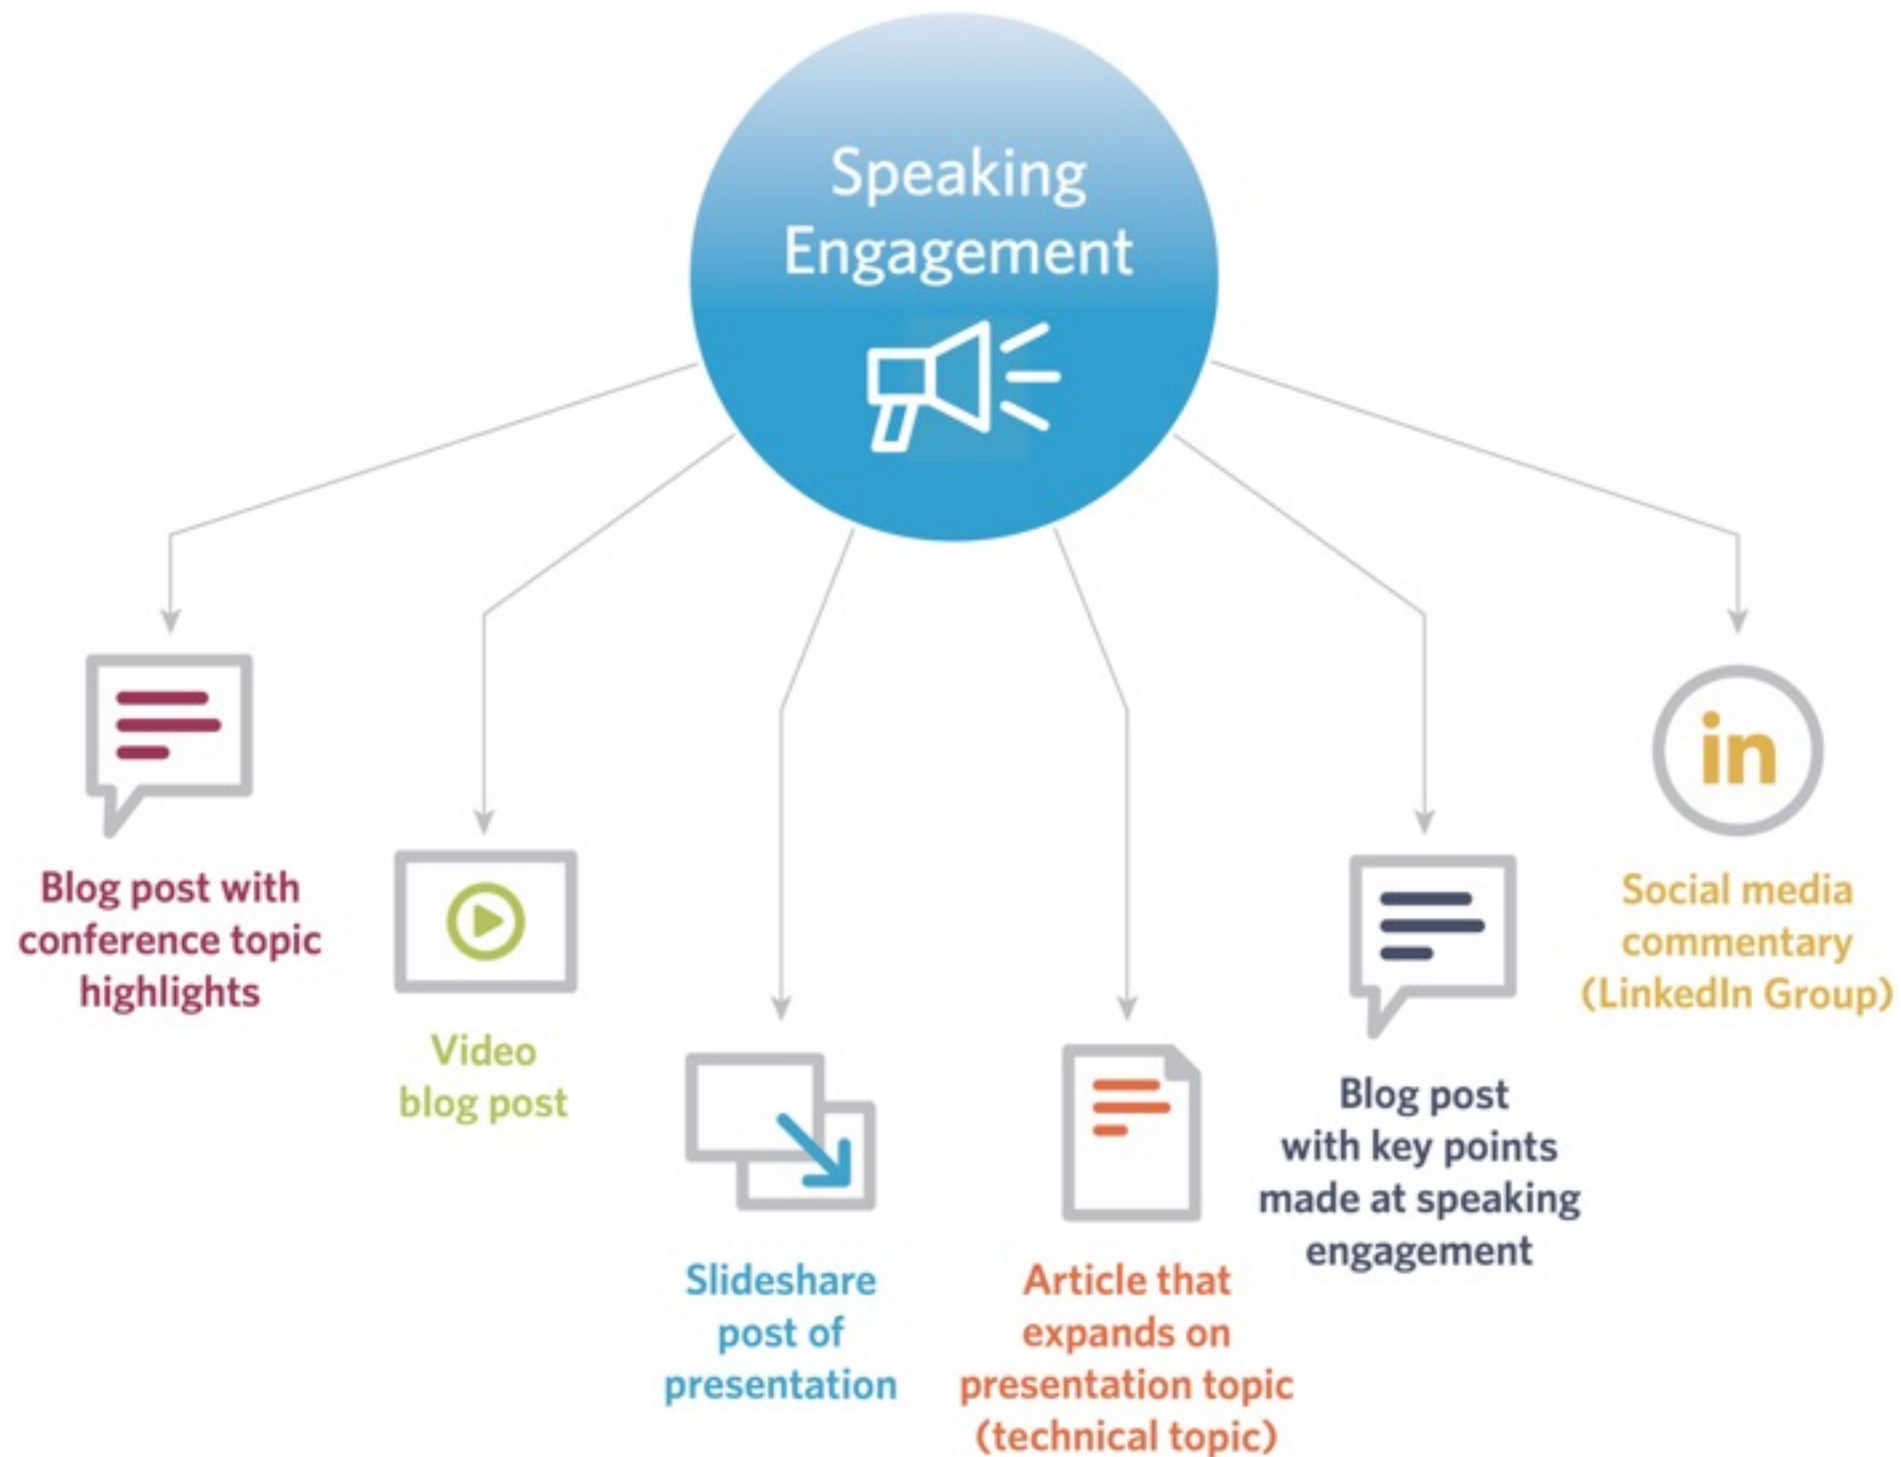 Speaking
Engagement
Blog post with
conference topic
highlights
Video
blog post
Slideshare
post of
presentation
Article that
expands on
presentation topic
(technical topic)
Blog post
with key points
made at speaking
engagement
in
Social media
commentary
(LinkedIn Group)